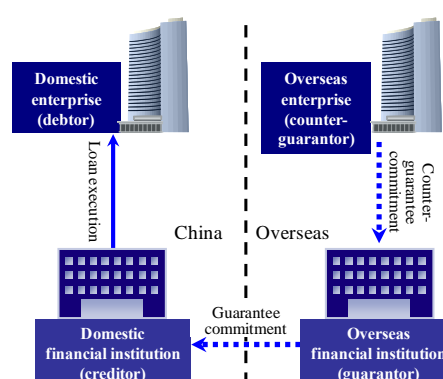 Domestic
enterprise
(debtor)
Overseas
enterprise
(counter-
guarantor)
Loan execution
Counter-
guarantee
commitment
China
Overseas
Guarantee
commitment
Domestic
financial institution
(creditor)
Overseas
financial institution
(guarantor)